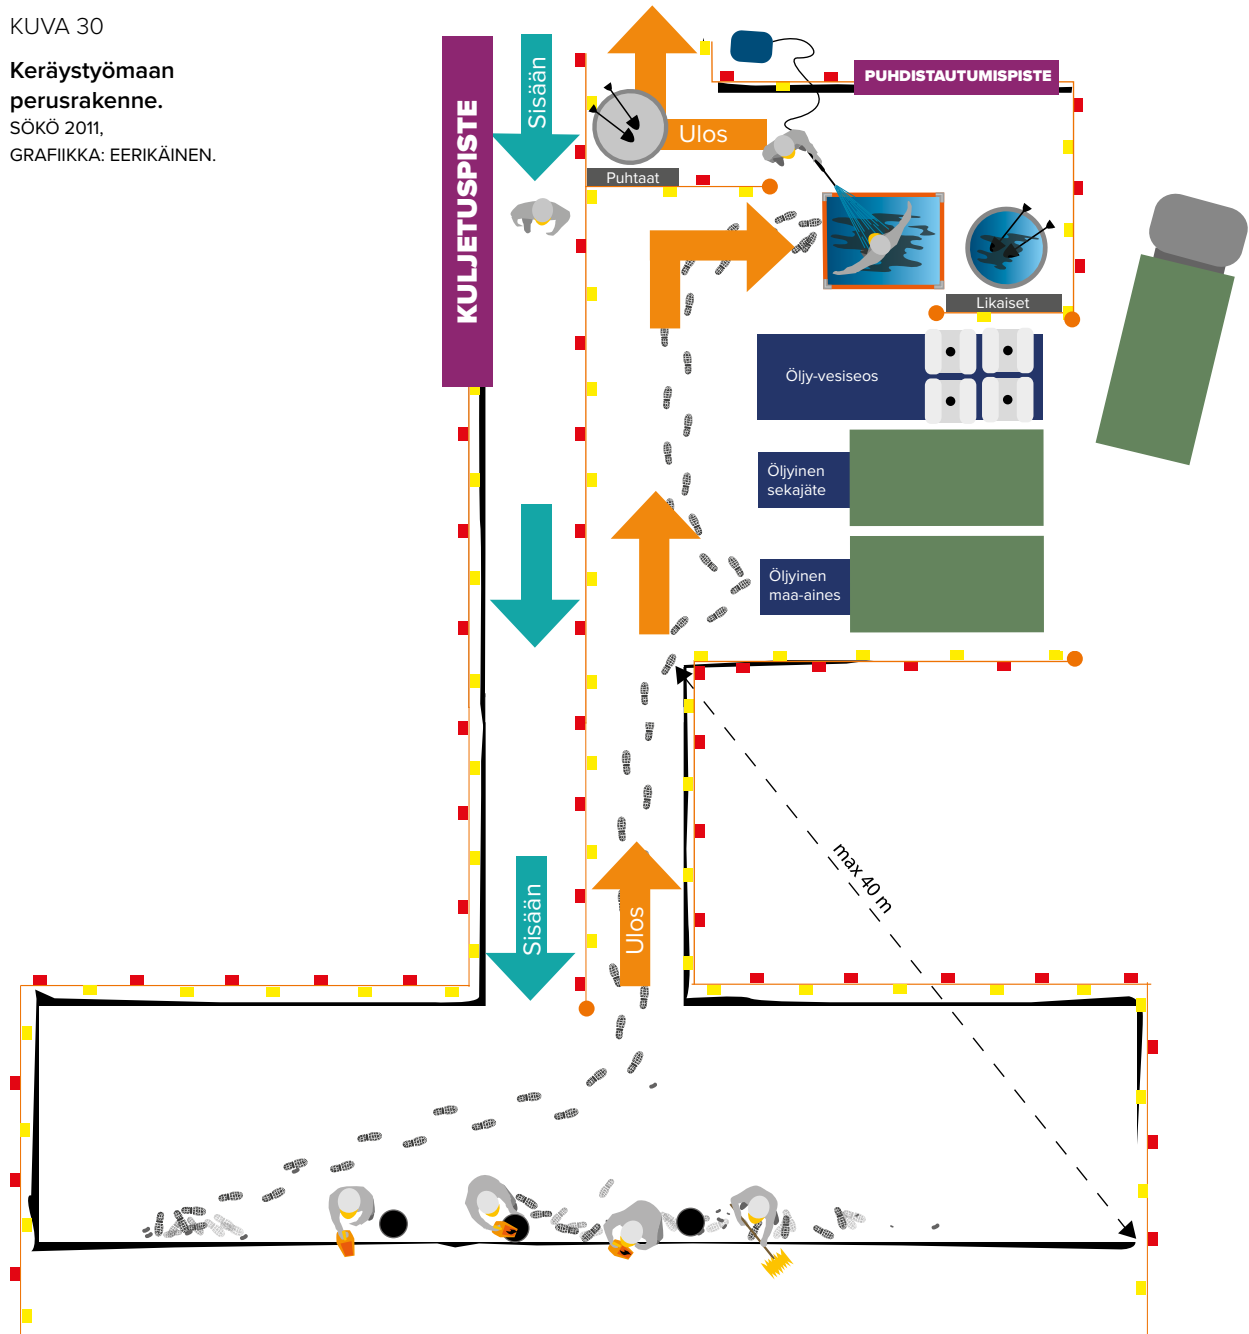 KUVA 30
Keräystyömaan
perusrakenne.
SÖKÖ 2011,
GRAFIIKKA: EERIKÄINEN.
KULJETUSPISTE
Sisään
Ulos
Puhtaat
PUHDISTAUTUMISPISTE
Likaiset
Öljy-vesiseos
Öljyinen
sekajäte
Öljyinen
maa-aines
max 40 m
Sisään
Ulos